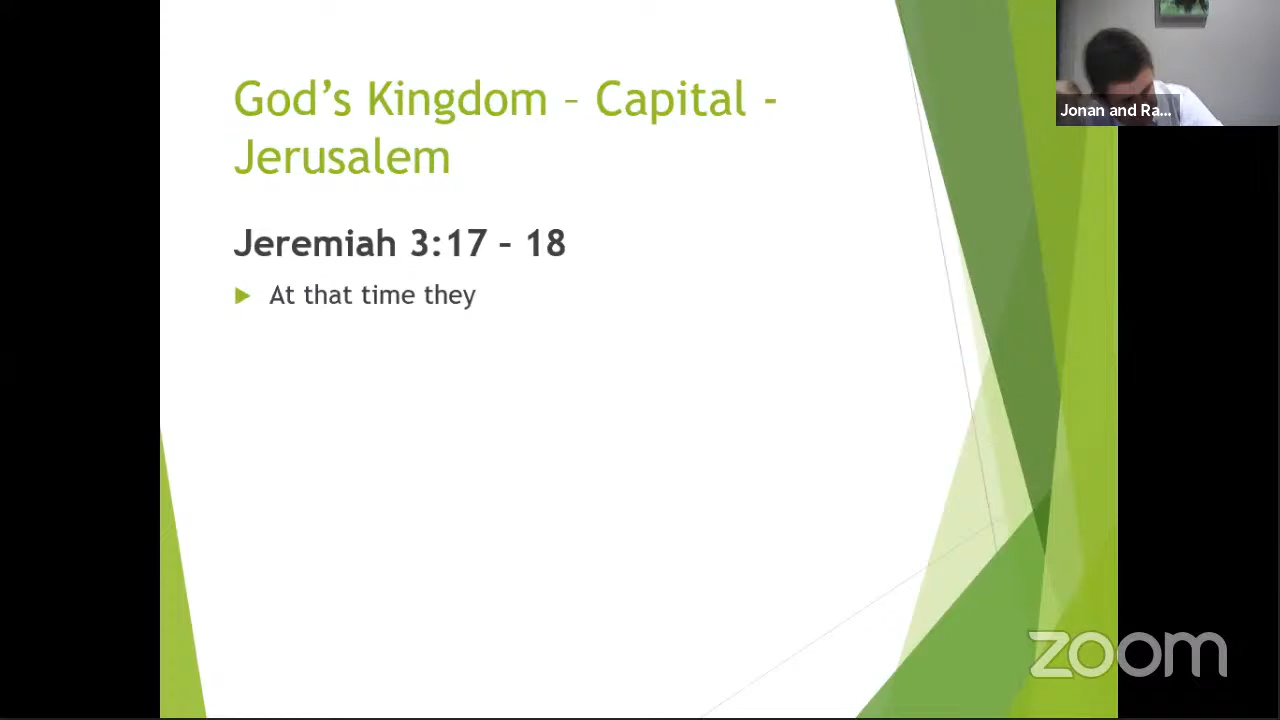 God's Kingdom – Capital -
Jerusalem
Jeremiah 3:17 – 18
At that time they
Jonan and Ra...
zoom